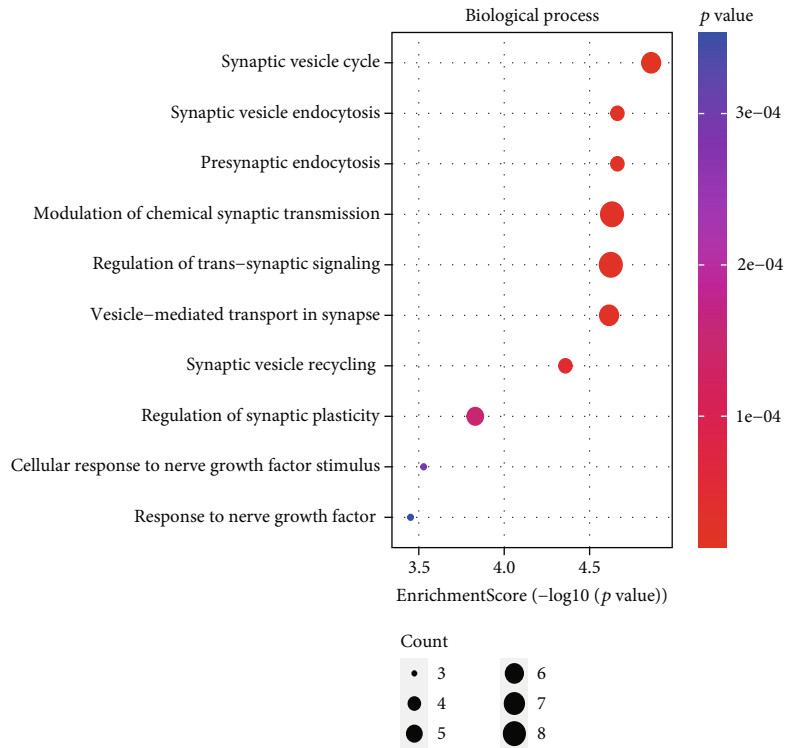 Biological process
p value
Synaptic vesicle cycle
Synaptic vesicle endocytosis
Presynaptic endocytosis
Modulation of chemical synaptic transmission
Regulation of trans−synaptic signaling
Vesicle−mediated transport in synapse
Synaptic vesicle recycling
Regulation of synaptic plasticity
Cellular response to nerve growth factor stimulus
Response to nerve growth factor
3e−04
2e−04
1e−04
3.5 4.0 4.5
EnrichmentScore (−log10 (p value))
Count
3 6
4 7
5 8